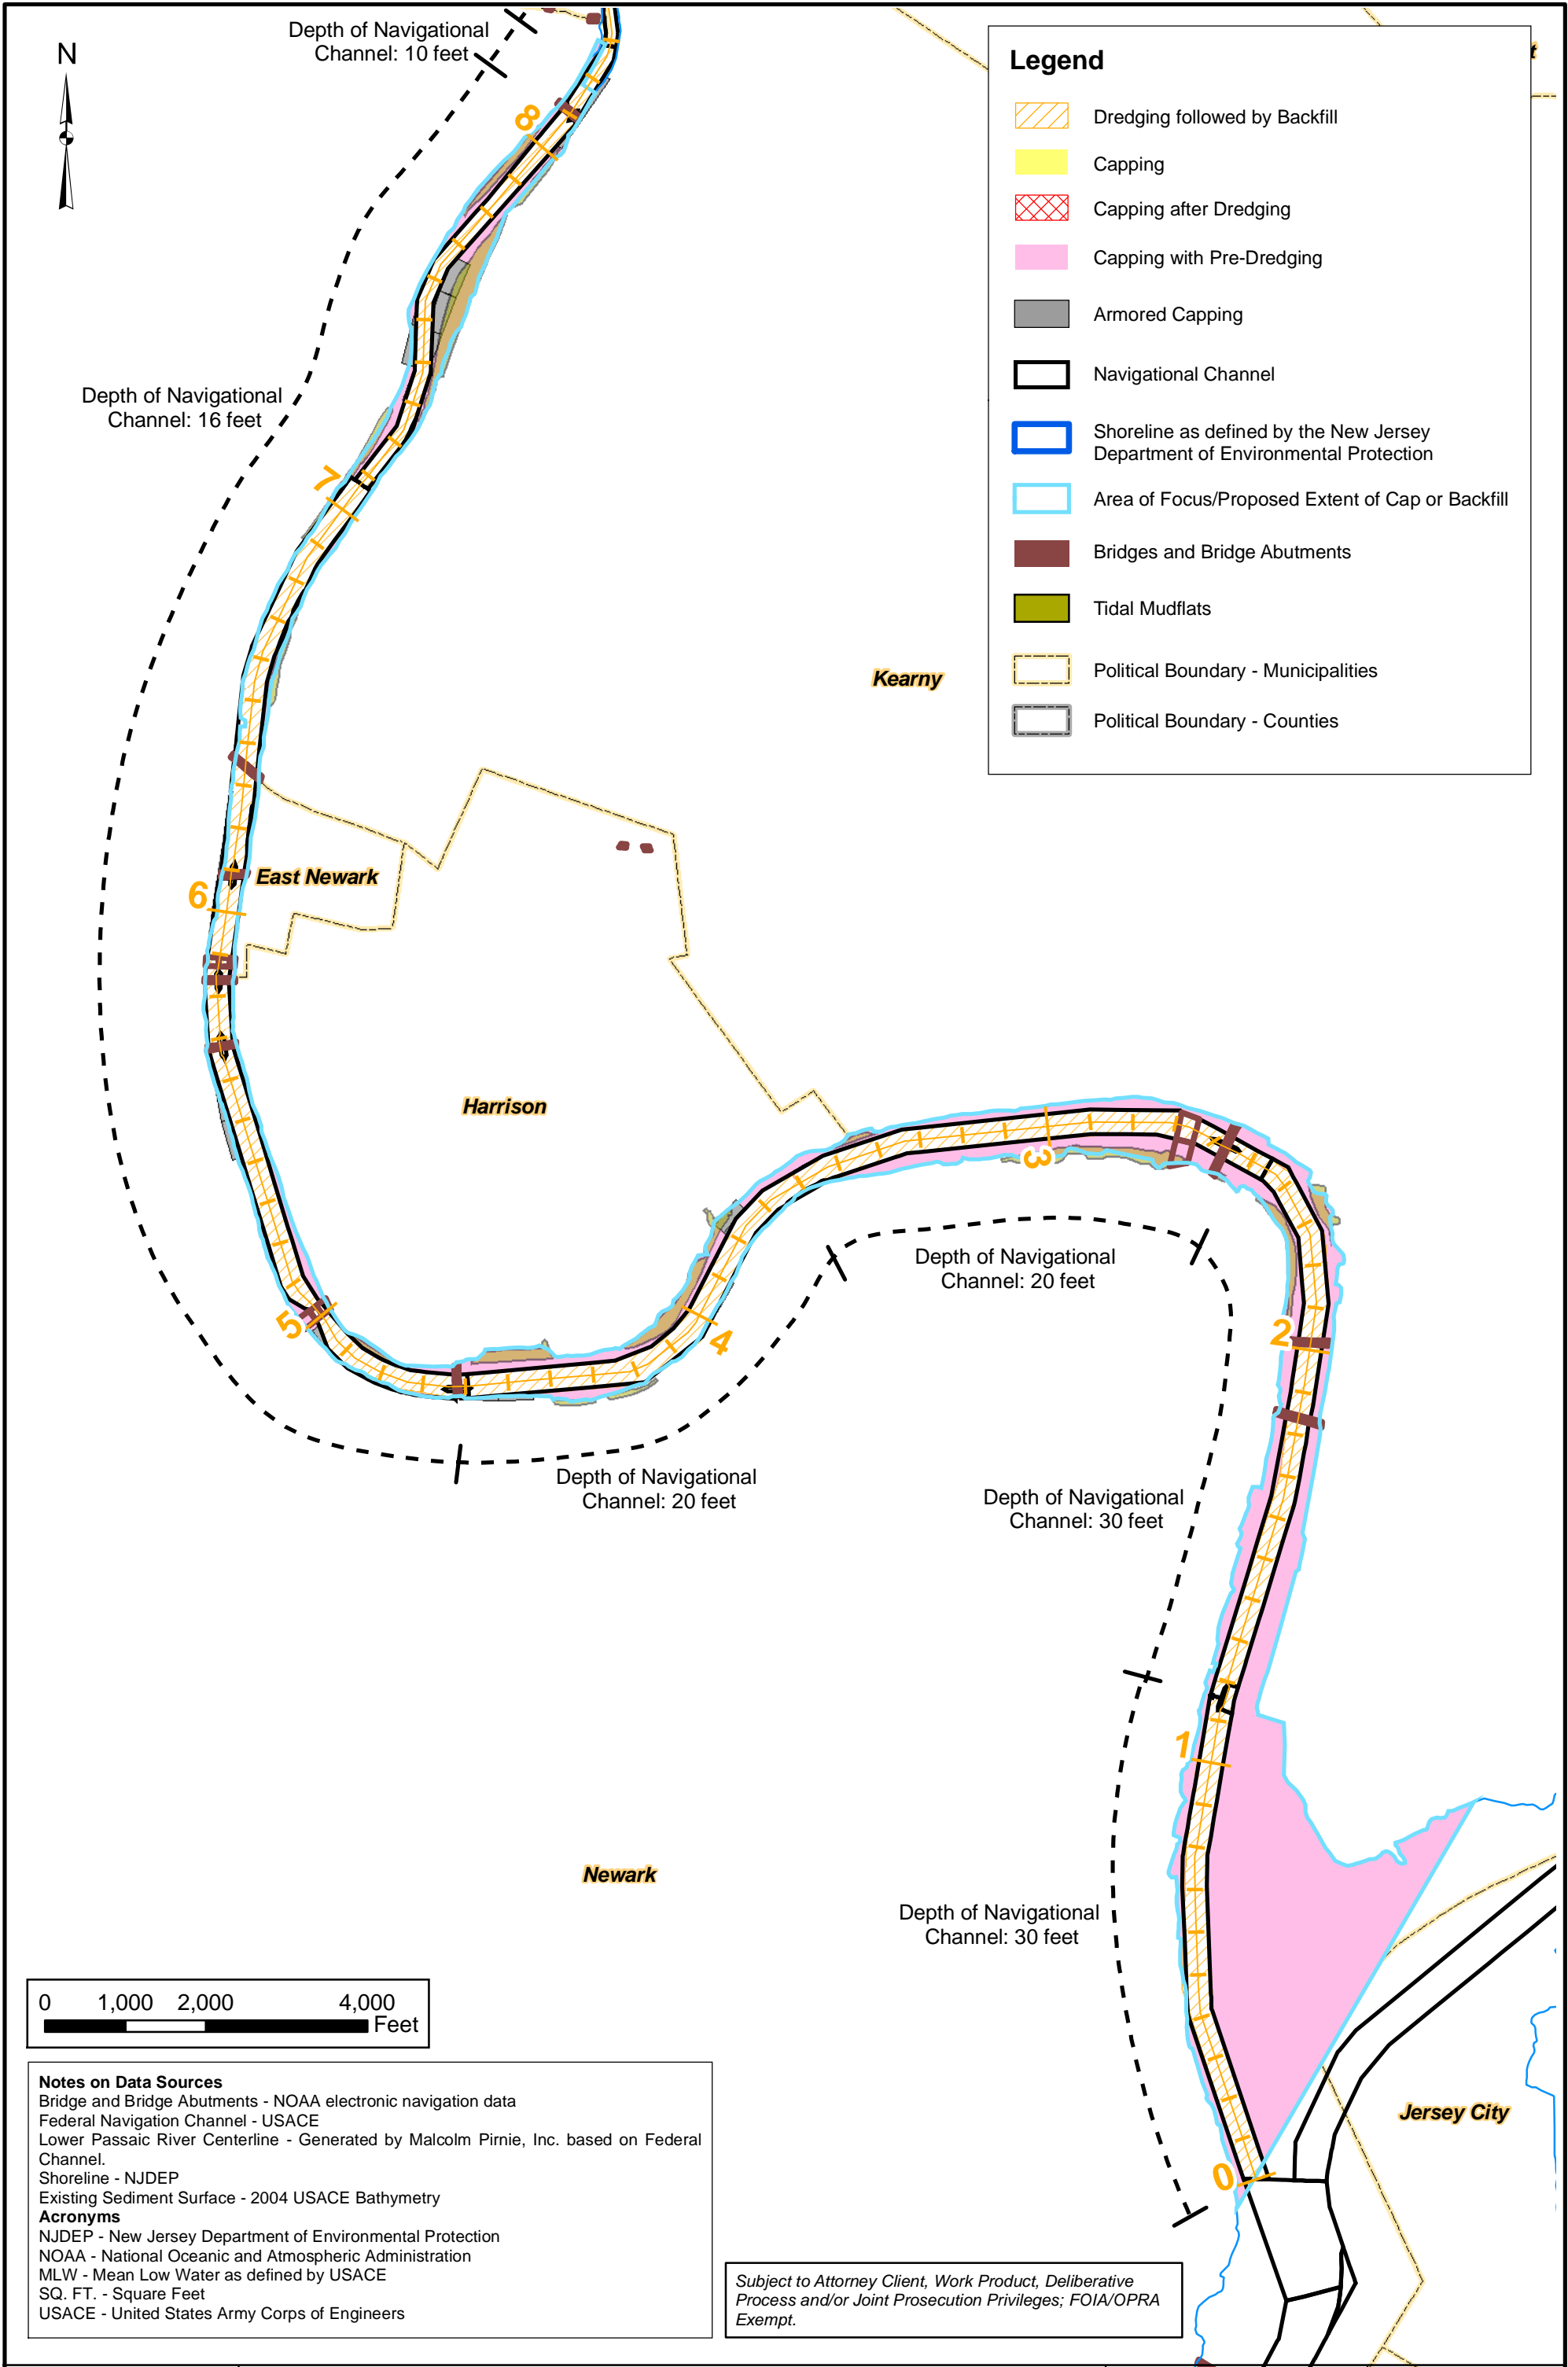 Depth of Navigational
Channel: 10 feet
N
Legend
Dredging followed by Backfill
Capping
Capping after Dredging
Capping with Pre-Dredging
Armored Capping
Navigational Channel
Shoreline as defined by the New Jersey
Department of Environmental Protection
Area of Focus/Proposed Extent of Cap or Backfill
Bridges and Bridge Abutments
Tidal Mudflats
Political Boundary - Municipalities
Political Boundary - Counties
8
Depth of Navigational
Channel: 16 feet
7
Kearny
East Newark
6
Harrison
3
Depth of Navigational
Channel: 20 feet
5
4
2
Depth of Navigational
Channel: 20 feet
Depth of Navigational
Channel: 30 feet
1
Newark
Depth of Navigational
Channel: 30 feet
0 1,000 2,000 4,000
Feet
Notes on Data Sources
Bridge and Bridge Abutments - NOAA electronic navigation data
Federal Navigation Channel - USACE
Lower Passaic River Centerline - Generated by Malcolm Pirnie, Inc. based on Federal
Channel.
Shoreline - NJDEP
Existing Sediment Surface - 2004 USACE Bathymetry
Acronyms
NJDEP - New Jersey Department of Environmental Protection
NOAA - National Oceanic and Atmospheric Administration
MLW - Mean Low Water as defined by USACE
SQ. FT. - Square Feet
USACE - United States Army Corps of Engineers
Jersey City
0
Subject to Attorney Client, Work Product, Deliberative
Process and/or Joint Prosecution Privileges; FOIA/OPRA
Exempt.